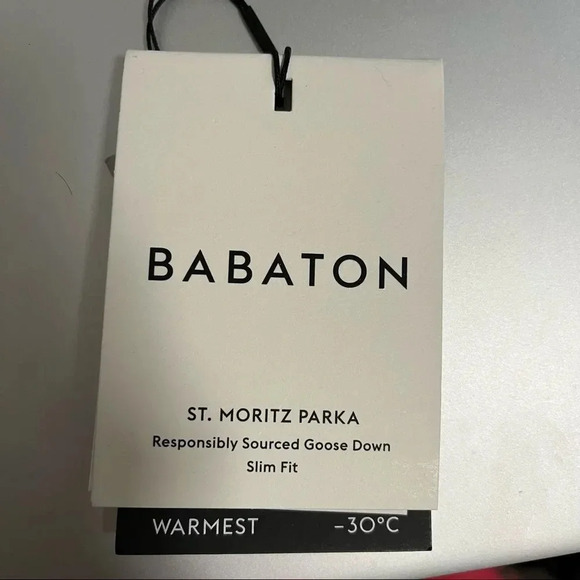 BABATON
ST. MORITZ PARKA
Responsibly Sourced Goose Down
Slim Fit
WARMEST -30°C